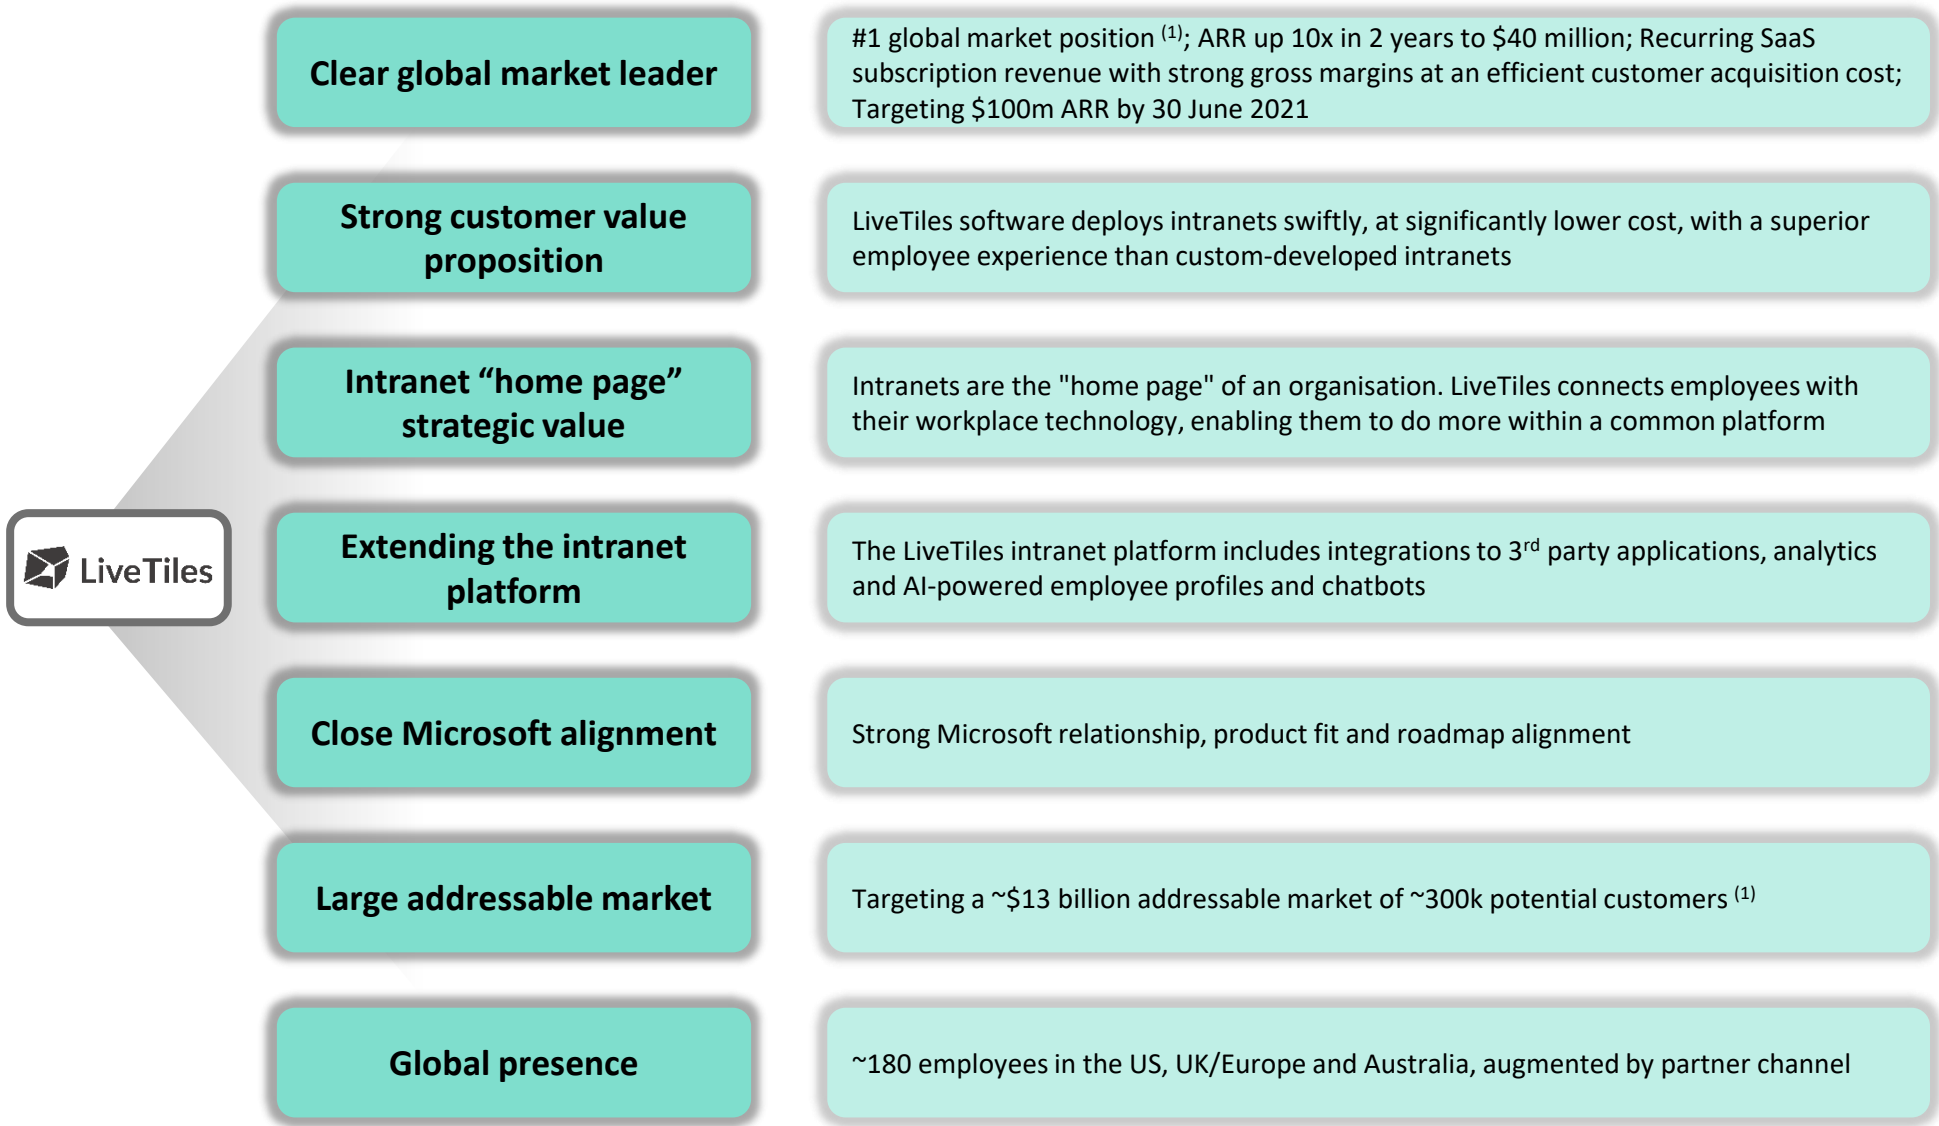 Clear global market leader
#1 global market position (1); ARR up 10x in 2 years to $40 million; Recurring SaaS
subscription revenue with strong gross margins at an efficient customer acquisition cost;
Targeting $100m ARR by 30 June 2021
Strong customer value
proposition
LiveTiles software deploys intranets swiftly, at significantly lower cost, with a superior
employee experience than custom-developed intranets
Intranet “home page”
strategic value
Intranets are the "home page" of an organisation. LiveTiles connects employees with
their workplace technology, enabling them to do more within a common platform
LiveTiles
Extending the intranet
platform
The LiveTiles intranet platform includes integrations to 3rd party applications, analytics
and AI-powered employee profiles and chatbots
Close Microsoft alignment
Strong Microsoft relationship, product fit and roadmap alignment
Large addressable market
Targeting a ~$13 billion addressable market of ~300k potential customers (1)
Global presence
~180 employees in the US, UK/Europe and Australia, augmented by partner channel